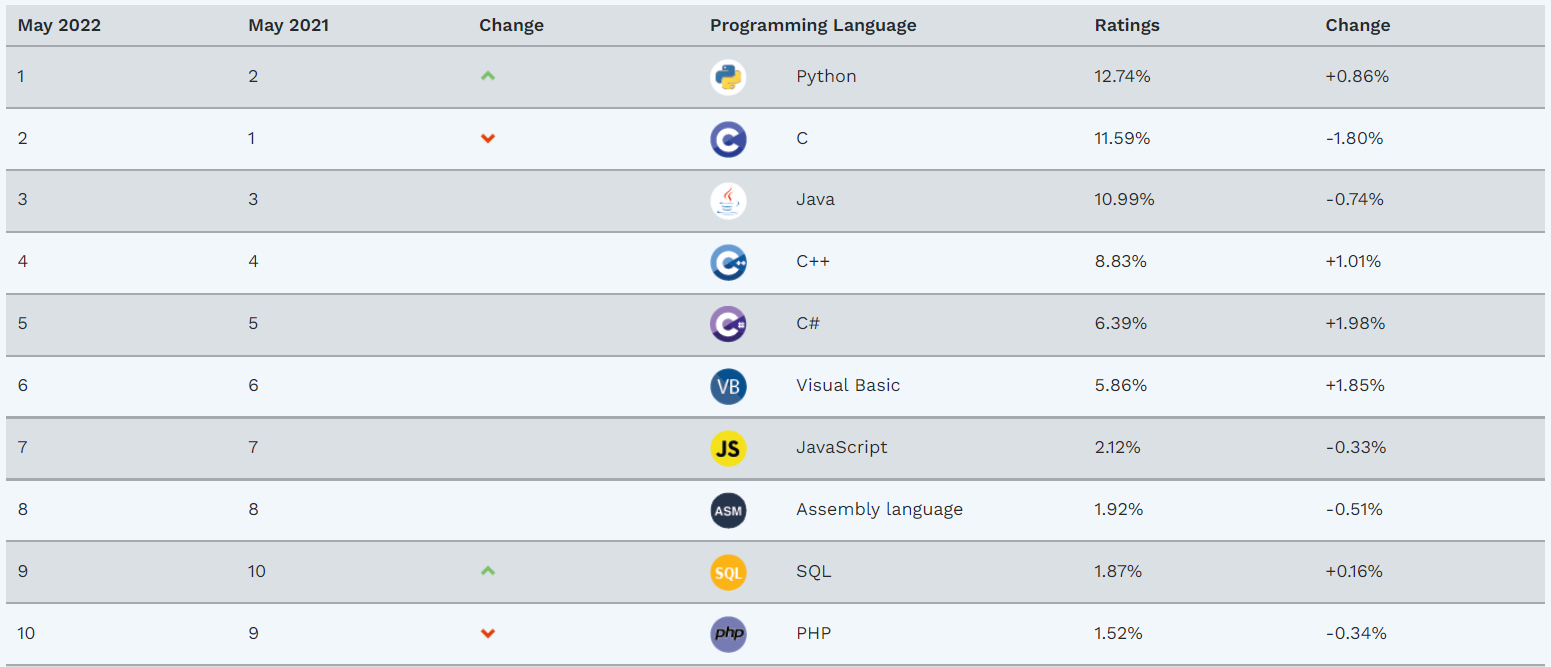 May 2022 May 2021 Change Programming Language Ratings Change
1 2 Python 12.74% +0.86%
2 1 C C 11.59% -1.80%
3 3 Java 10.99% -0.74%
4 4 C++ C++ 8.83% +1.01%
5 5 C# C# 6.39% +1.98%
6 6 VB Visual Basic 5.86% +1.85%
7 7 JS JavaScript 2.12% -0.33%
8 8 ASM Assembly language 1.92% -0.51%
9 10 SQL SQL 1.87% +0.16%
10 9 php PHP 1.52% -0.34%